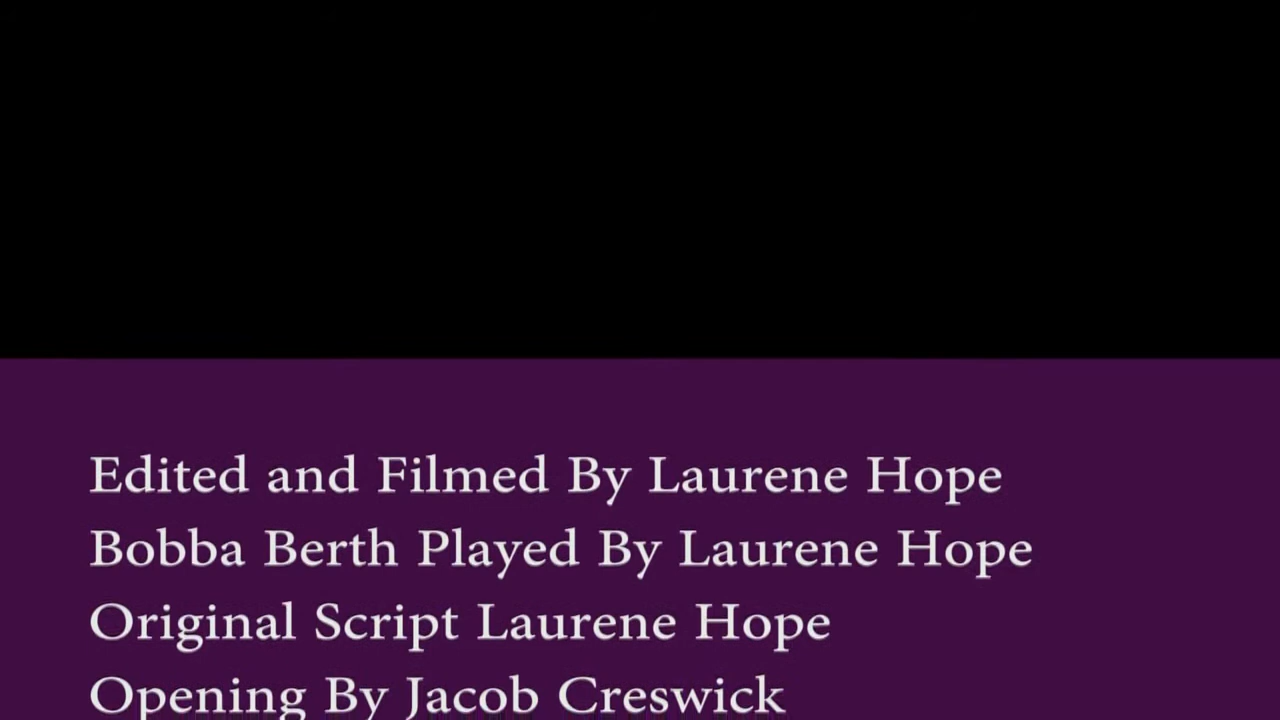 Edited and Filmed By Laurene Hope
Bobba Berth Played By Laurene Hope
Original Script Laurene Hope
Opening By Jacob Creswick